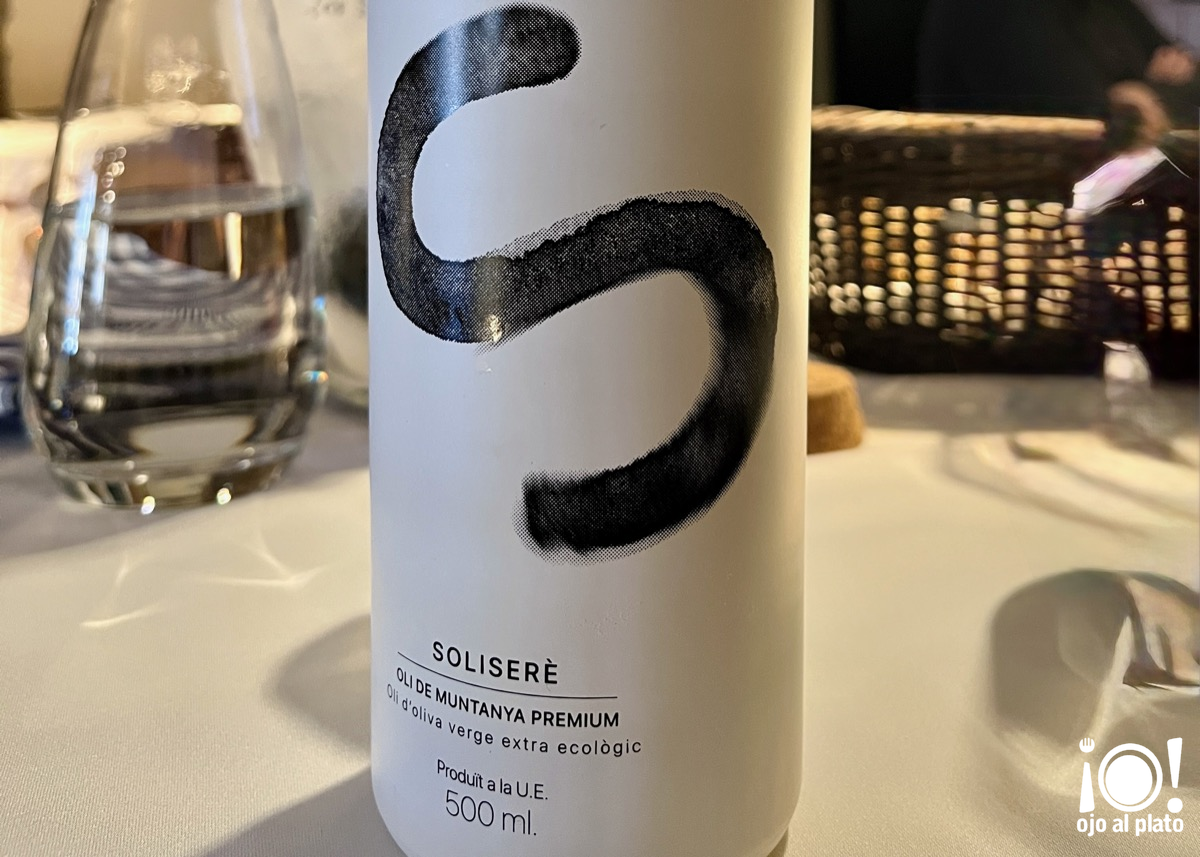 S
SOLISERÈ
OLI DE MUNTANYA PREMIUM
Oli d'oliva verge extra ecològic
Produït a la U.E.
500 ml.
¡O!
ojo al plato